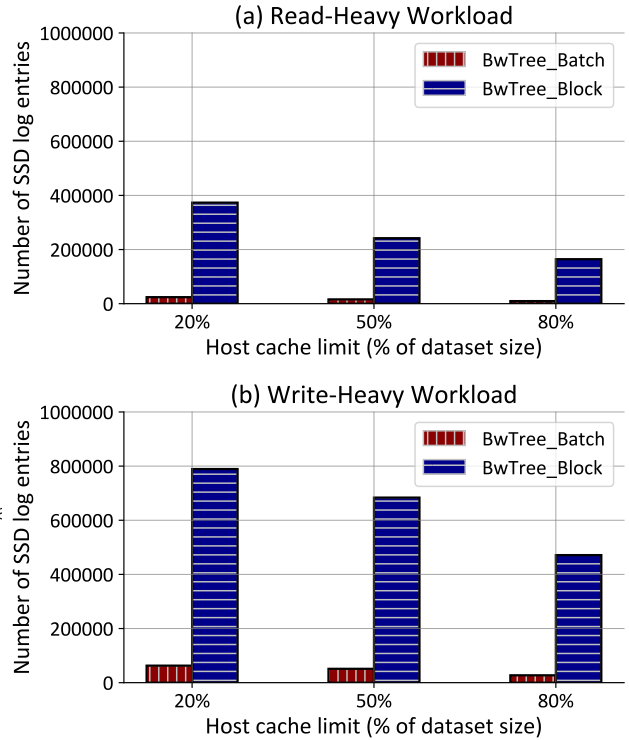 (a) Read-Heavy Workload
Number of SSD log entries
1000000
800000
600000
400000
200000
0
BwTree_Batch
BwTree_Block
20% 50% 80%
Host cache limit (% of dataset size)
(b) Write-Heavy Workload
Number of SSD log entries
1000000
800000
600000
400000
200000
0
BwTree_Batch
BwTree_Block
20% 50% 80%
Host cache limit (% of dataset size)